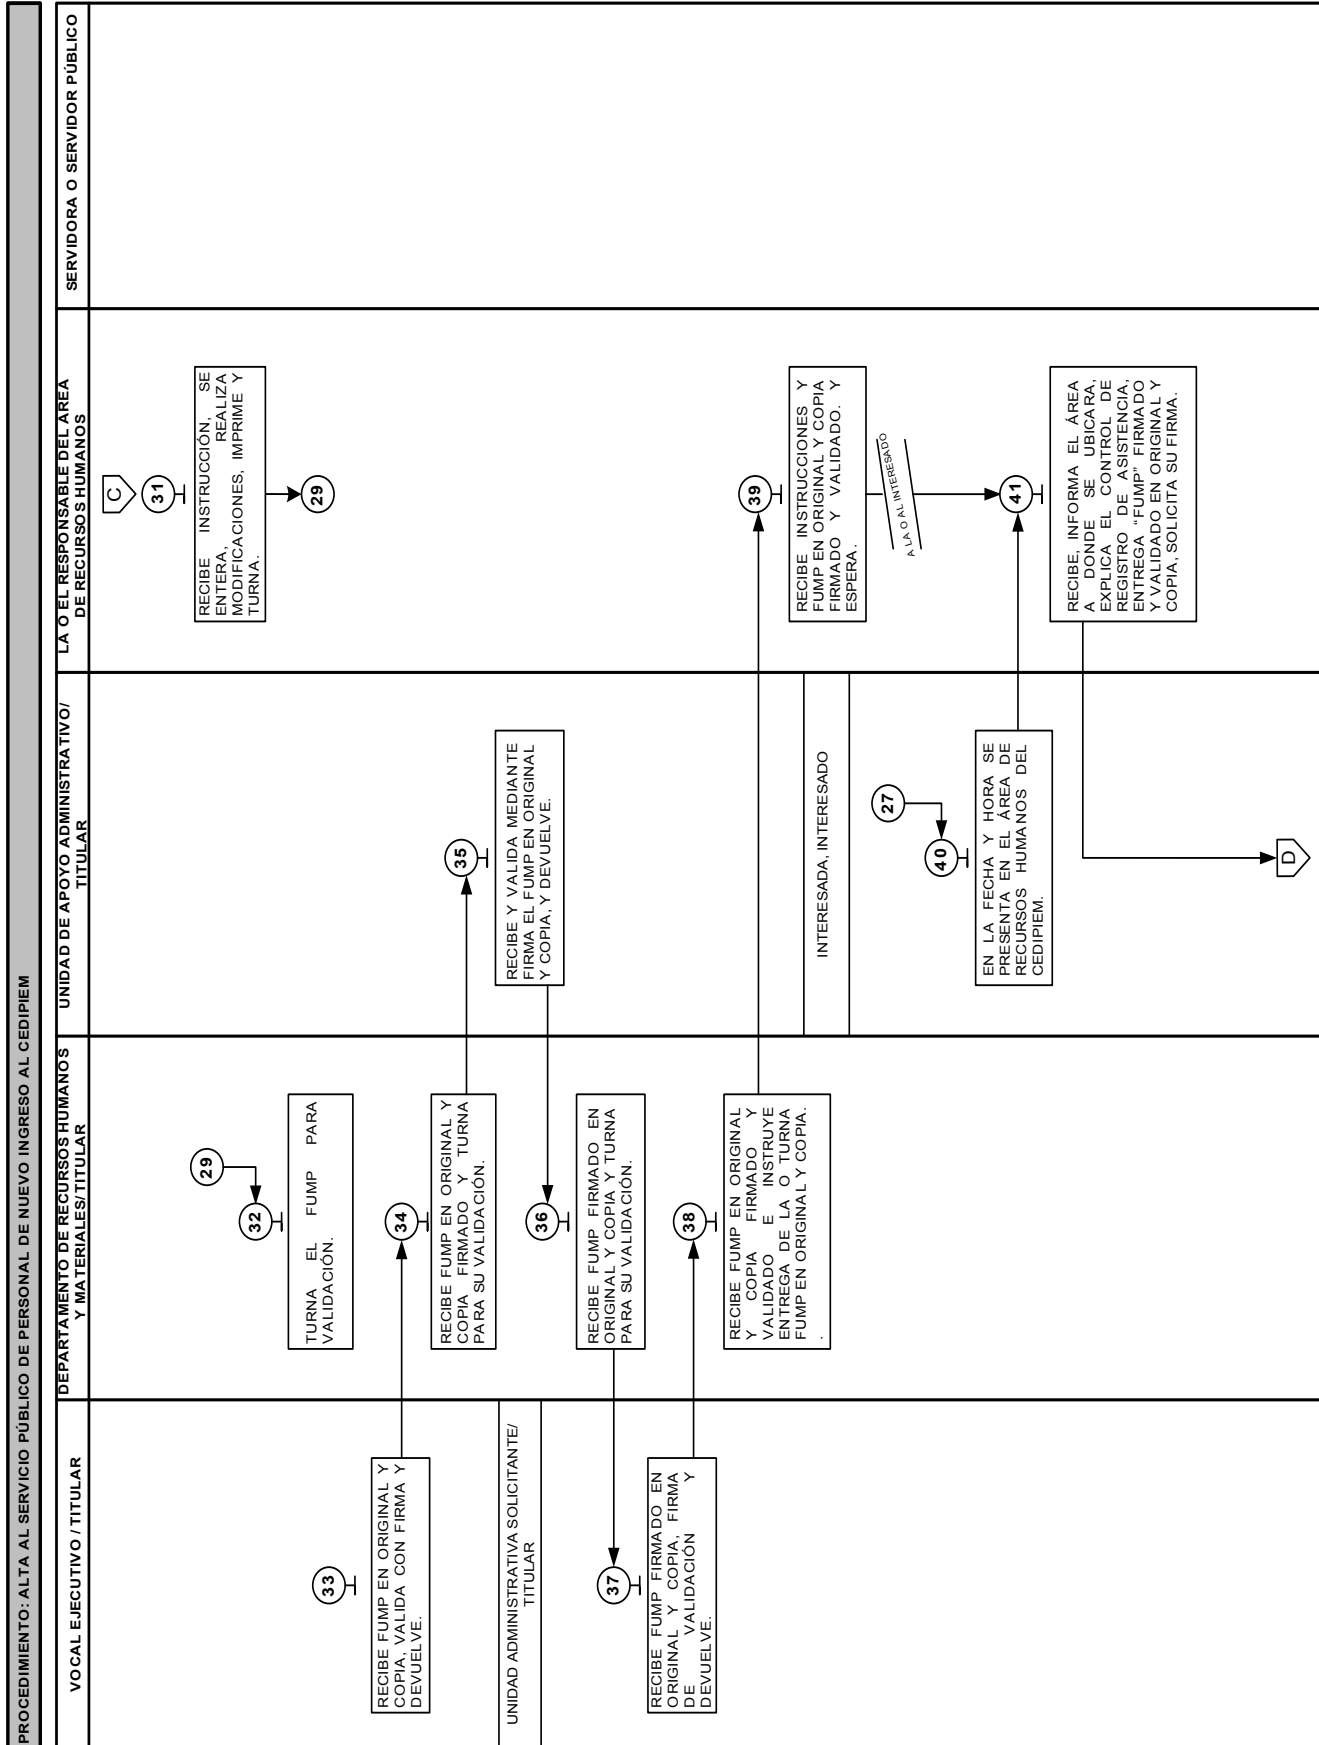 PROCEDIMIENTO: ALTA AL SERVICIO PÚBLICO DE PERSONAL DE NUEVO INGRESO AL CEDIPIEM
VOCAL EJECUTIVO / TITULAR
DEPARTAMENTO DE RECURSOS HUMANOS
Y MATERIALES/TITULAR
UNIDAD DE APOYO ADMINISTRATIVO/
TITULAR
LA O EL RESPONSABLE DEL ÁREA
DE RECURSOS HUMANOS
SERVIDORA O SERVIDOR PÚBLICO
C
31
RECIBE INSTRUCCIÓN, SE
ENTERA, REALIZA
MODIFICACIONES, IMPRIME Y
TURNA.
29
29
32
TURNA EL FUMP PARA
VALIDACIÓN.
33
RECIBE FUMP EN ORIGINAL Y
COPIA, VALIDA CON FIRMA Y
DEVUELVE.
34
RECIBE FUMP EN ORIGINAL Y
COPIA FIRMADO Y TURNA
PARA SU VALIDACIÓN.
35
RECIBE Y VALIDA MEDIANTE
FIRMA EL FUMP EN ORIGINAL
Y COPIA, Y DEVUELVE.
UNIDAD ADMINISTRATIVA SOLICITANTE/
TITULAR
36
RECIBE FUMP FIRMADO EN
ORIGINAL Y COPIA Y TURNA
PARA SU VALIDACIÓN.
37
RECIBE FUMP FIRMADO EN
ORIGINAL Y COPIA, FIRMA
DE VALIDACIÓN Y
DEVUELVE.
38
RECIBE FUMP EN ORIGINAL
Y COPIA FIRMADO Y
VALIDADO E INSTRUYE
ENTREGA DE LA O TURNA
FUMP EN ORIGINAL Y COPIA.
.
39
RECIBE INSTRUCCIONES Y
FUMP EN ORIGINAL Y COPIA
FIRMADO Y VALIDADO. Y
ESPERA.
A LA O AL INTERESADO
INTERESADA, INTERESADO
27
40
EN LA FECHA Y HORA SE
PRESENTA EN EL ÁREA DE
RECURSOS HUMANOS DEL
CEDIPIEM.
41
RECIBE, INFORMA EL ÁREA
A DONDE SE UBICARA,
EXPLICA EL CONTROL DE
REGISTRO DE ASISTENCIA,
ENTREGA “FUMP” FIRMADO
Y VALIDADO EN ORIGINAL Y
COPIA, SOLICITA SU FIRMA.
D